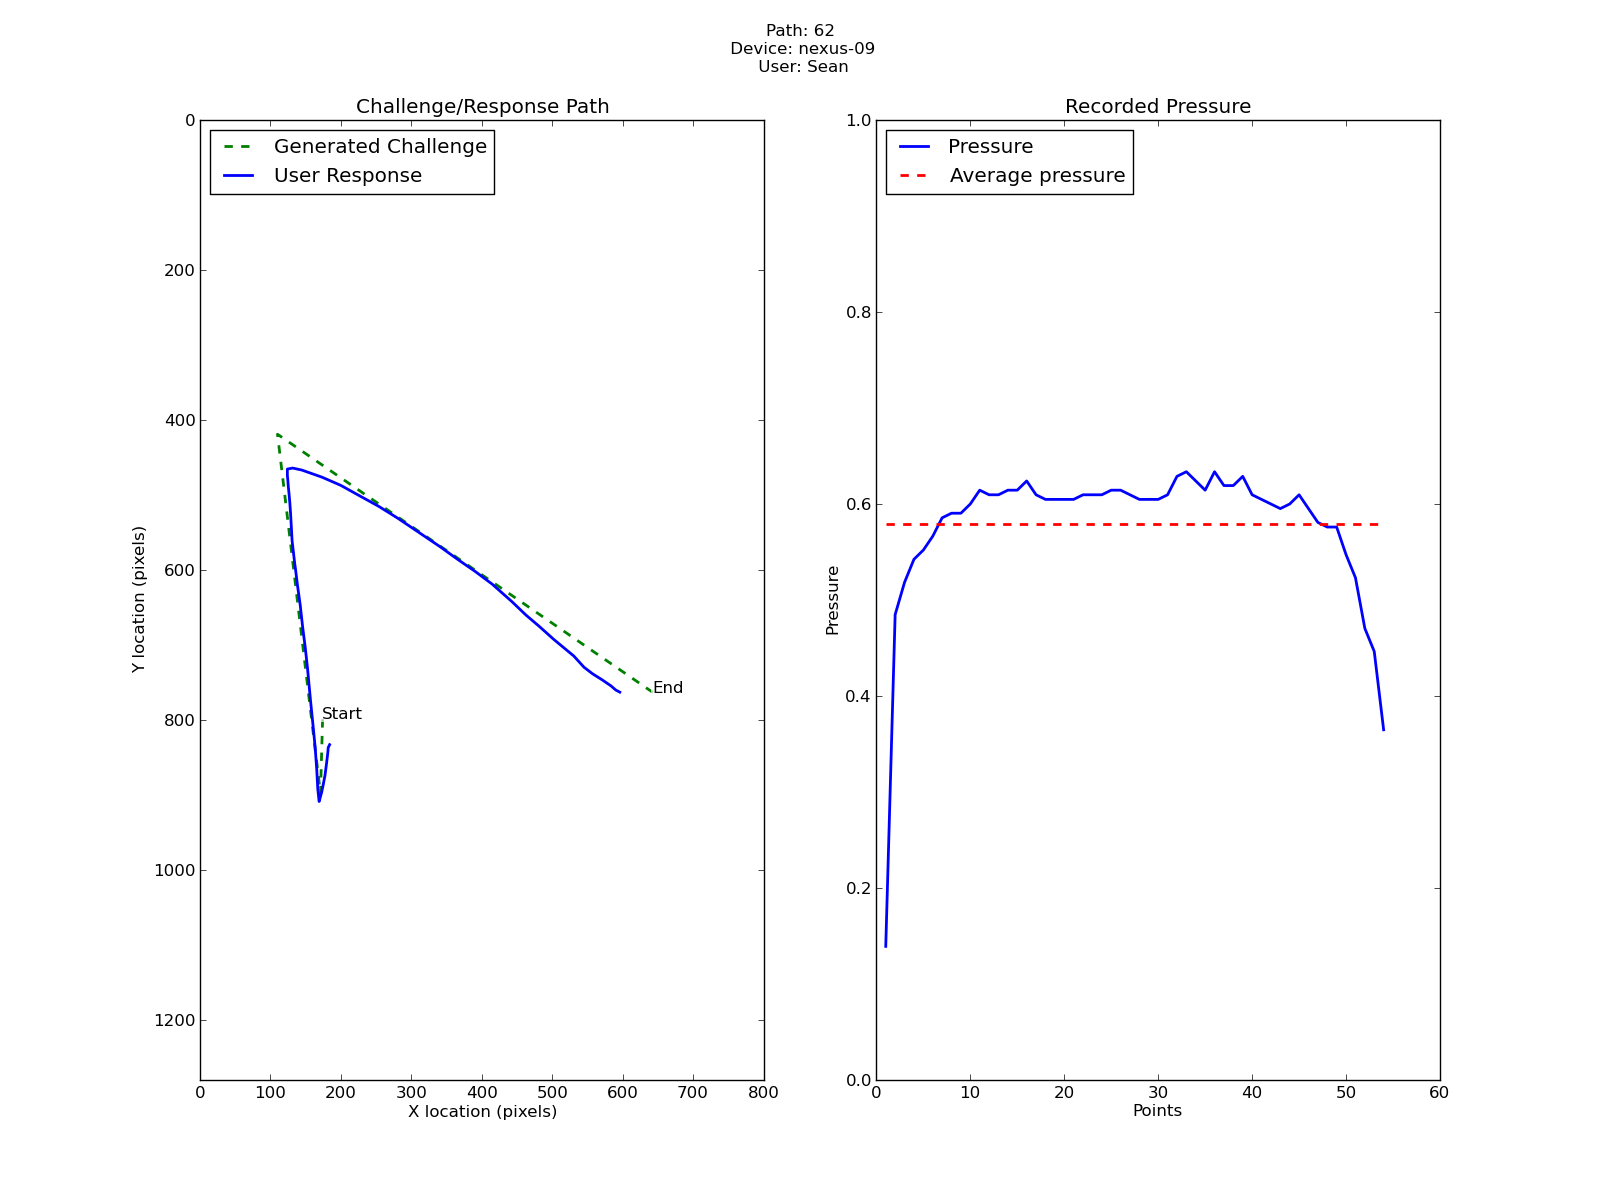 Path: 62
Device: nexus-09
User: Sean
Challenge/Response Path
Generated Challenge
User Response
0
200
400
600
800
1000
1200
Y location (pixels)
Start
End
0 100 200 300 400 500 600 700 800
X location (pixels)
Recorded Pressure
Pressure
Average pressure
1.0
0.8
0.6
0.4
0.2
0.0
Pressure
0 10 20 30 40 50 60
Points